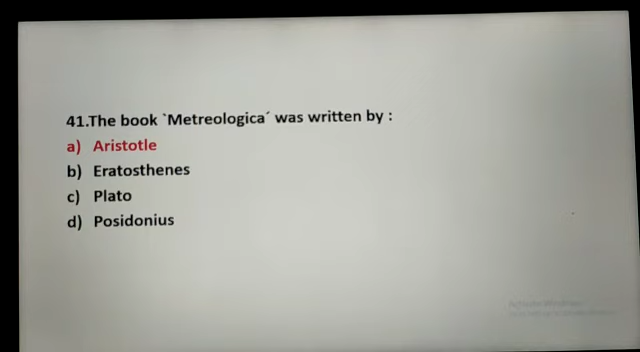 41.The book `Metreologica´ was written by :
a) Aristotle
b) Eratosthenes
c) Plato
d) Posidonius